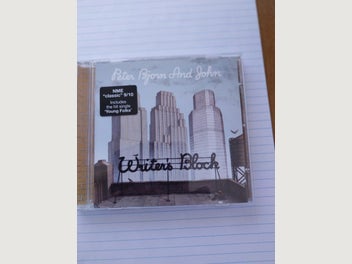 Peter Bjorn And John
NME
"classic" 9/10
Includes
the hit single
'Young Folks'
Writer's Block